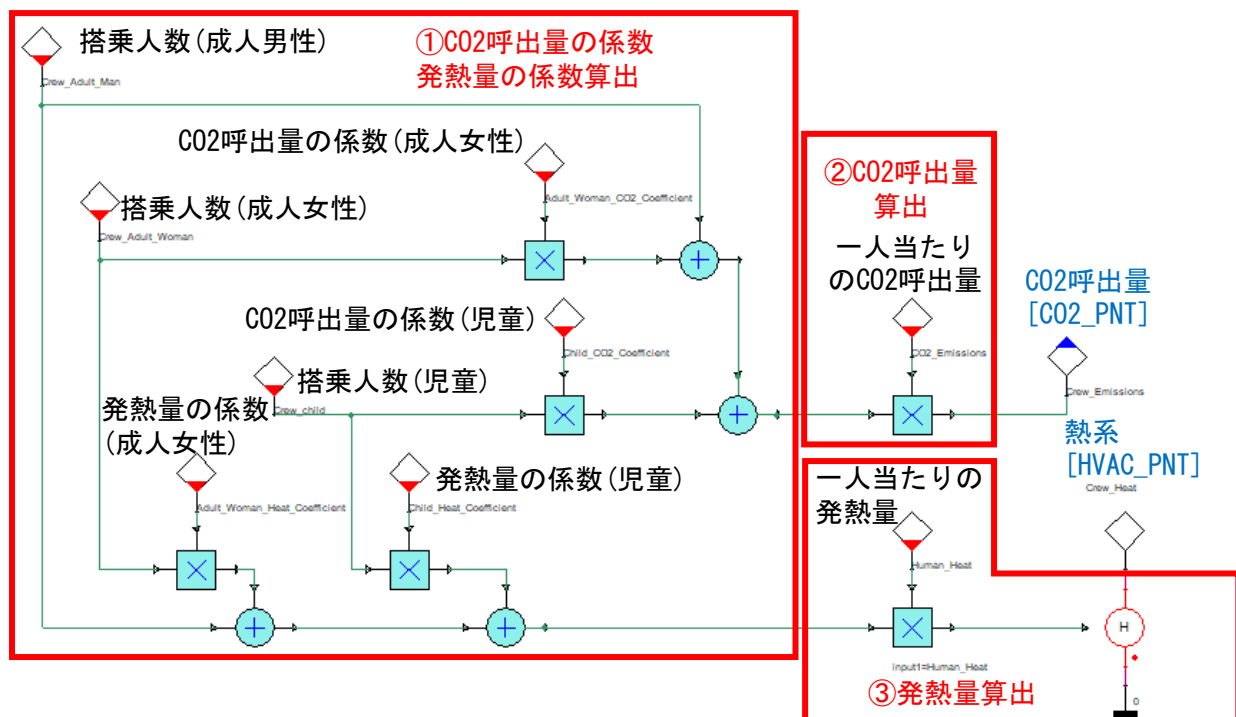 搭乗人数(成人男性)
①CO2呼出量の係数
発熱量の係数算出
Crew_Adult_Man
CO2呼出量の係数(成人女性)
Adult_Woman_CO2_Coefficient
搭乗人数(成人女性)
Crew_Adult_Woman
②CO2呼出量
算出
一人当たり
のCO2呼出量
CO2_Emissions
CO2呼出量
[CO2_PNT]
Crew_Emissions
CO2呼出量の係数(児童)
Child_CO2_Coefficient
搭乗人数(児童)
Crew_child
発熱量の係数
(成人女性)
Adult_Woman_Heat_Coefficient
発熱量の係数(児童)
Child_Heat_Coefficient
熱系
[HVAC_PNT]
Crew_Heat
一人当たりの
発熱量
Human_Heat
H
input1=Human_Heat
③発熱量算出
0